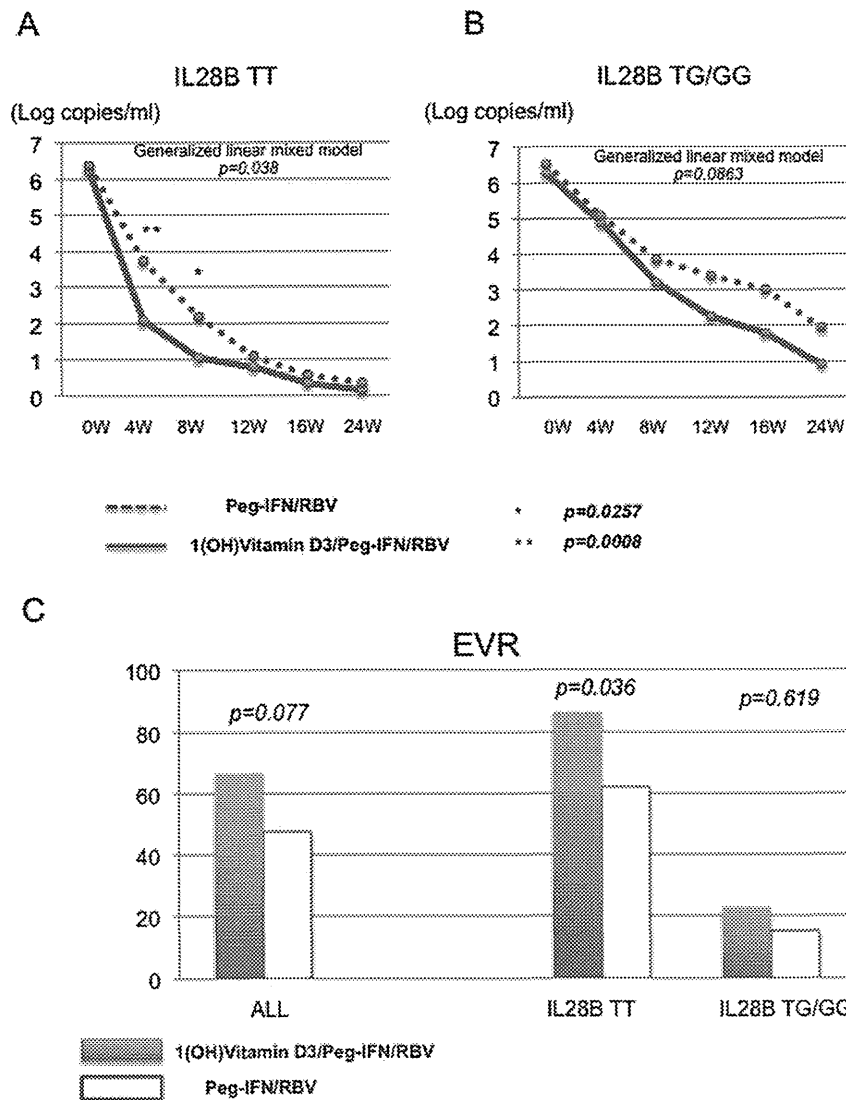 A
IL28B TT
(Log copies/ml)
7
6
5
4
3
2
1
0
Generalized linear mixed model
p=0.038
**
*
0W 4W 8W 12W 16W 24W
B
IL28B TG/GG
(Log copies/ml)
7
6
5
4
3
2
1
0
Generalized linear mixed model
p=0.0863
0W 4W 8W 12W 16W 24W
Peg-IFN/RBV
1(OH)Vitamin D3/Peg-IFN/RBV
* p=0.0257
** p=0.0008
C
EVR
100
80
60
40
20
0
p=0.077
p=0.036
p=0.619
ALL IL28B TT IL28B TG/GG
1(OH)Vitamin D3/Peg-IFN/RBV
Peg-IFN/RBV